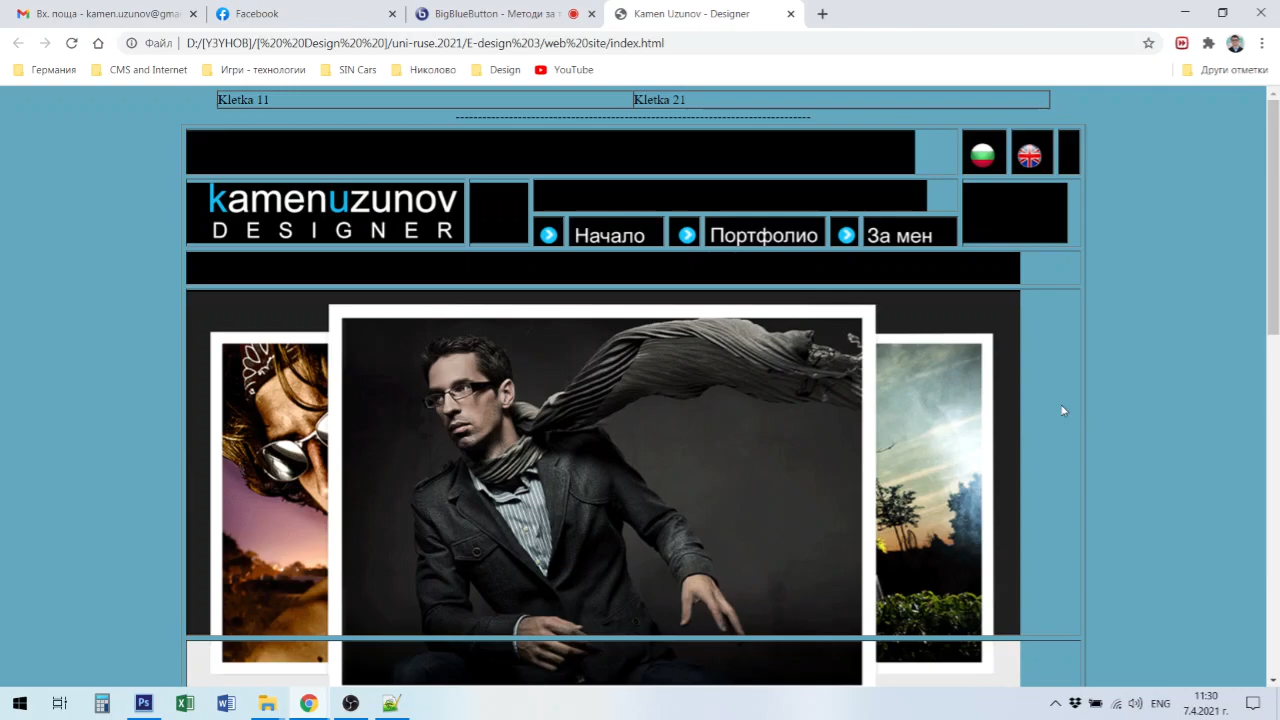 Вх. поща - kamen.uzunov@gmai
Facebook
BigBlueButton - Методи за т
Kamen Uzunov - Designer
Файл
D:/[Y3YHOB]/[%20%20Design%20%20]/uni-ruse.2021/E-design%203/web%20site/index.html
Германия
CMS and Internet
Игри - технологии
SIN Cars
Николово
Design
YouTube
Други отметки
Kletka 11
Kletka 21
--------------------------------------------------------------------------------
kamenuzunov
DESIGNER
Начало
Портфолио
За мен
11:30
ENG
7.4.2021 г.